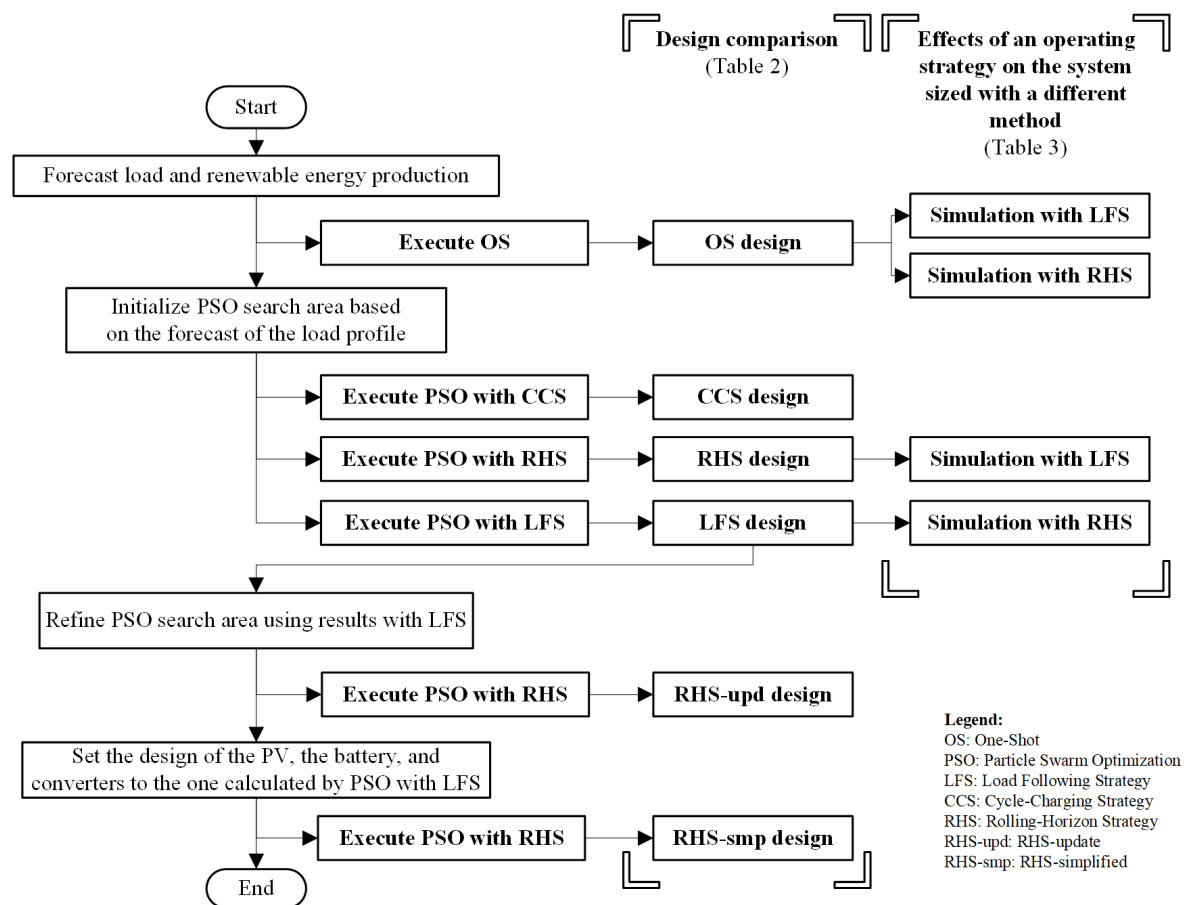 Design comparison
(Table 2)
Effects of an operating
strategy on the system
sized with a different
method
(Table 3)
Start
Forecast load and renewable energy production
Execute OS
OS design
Simulation with LFS
Simulation with RHS
Initialize PSO search area based
on the forecast of the load profile
Execute PSO with CCS
CCS design
Execute PSO with RHS
RHS design
Simulation with LFS
Execute PSO with LFS
LFS design
Simulation with RHS
Refine PSO search area using results with LFS
Execute PSO with RHS
RHS-upd design
Set the design of the PV, the battery, and
converters to the one calculated by PSO with LFS
Execute PSO with RHS
RHS-smp design
End
Legend:
OS: One-Shot
PSO: Particle Swarm Optimization
LFS: Load Following Strategy
CCS: Cycle-Charging Strategy
RHS: Rolling-Horizon Strategy
RHS-upd: RHS-update
RHS-smp: RHS-simplified